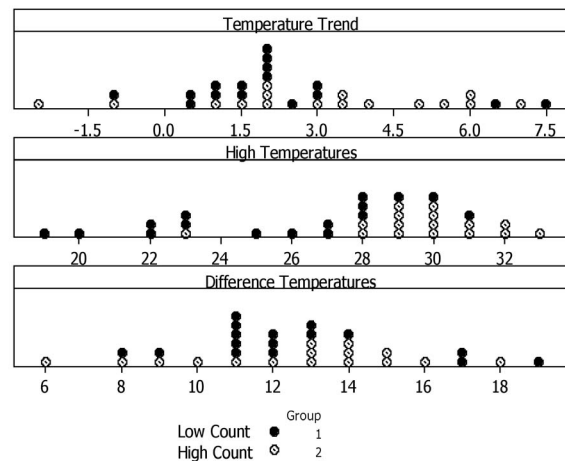 Temperature Trend
-1.5 0.0 1.5 3.0 4.5 6.0 7.5
High Temperatures
20 22 24 26 28 30 32
Difference Temperatures
6 8 10 12 14 16 18
Group
Low Count 1
High Count 2